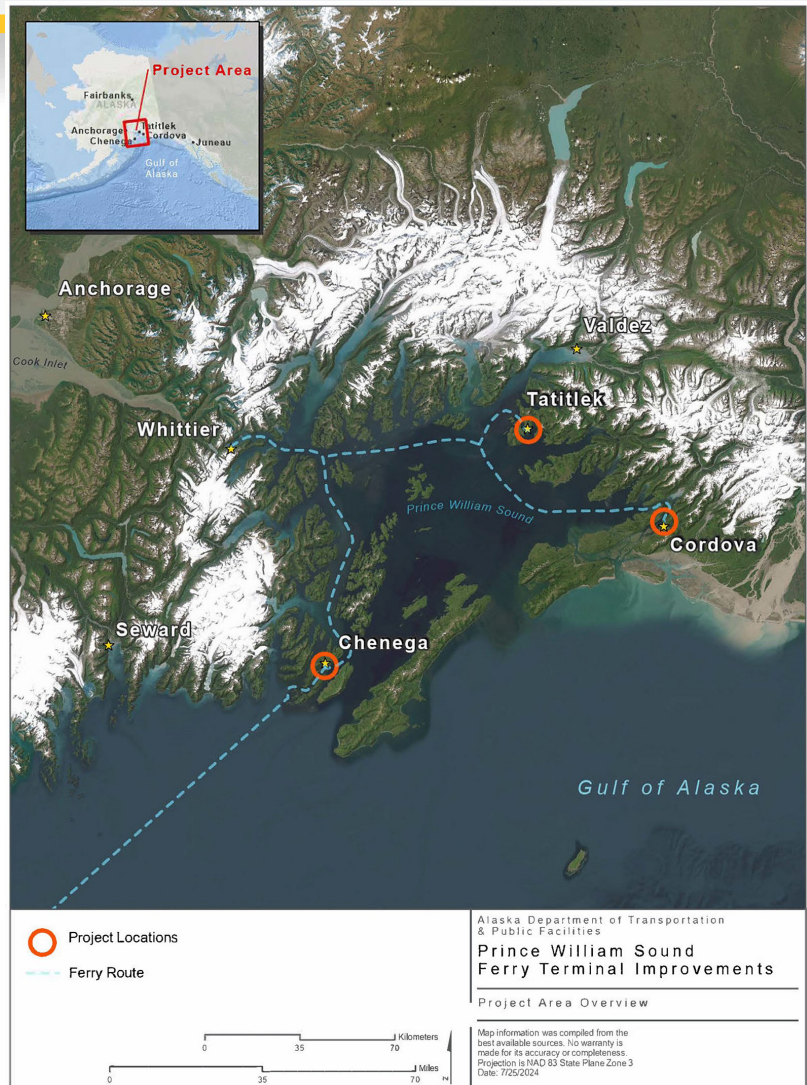 Project Area
Fairbanks
ALASKA
Anchorage
Tatitlek
Cordova
Chenega
Juneau
Gulf of
Alaska
Anchorage
Cook Inlet
Valdez
Tatitlek
Whittier
Prince William Sound
Cordova
Seward
Chenega
Gulf of Alaska
Project Locations
Ferry Route
Kilometers
0 35 70
Miles
0 35 70
Z
Alaska Department of Transportation
& Public Facilities
Prince William Sound
Ferry Terminal Improvements
Project Area Overview
Map information was compiled from the
best available sources. No warranty is
made for its accuracy or completeness.
Projection is NAD 83 State Plane Zone 3
Date: 7/25/2024